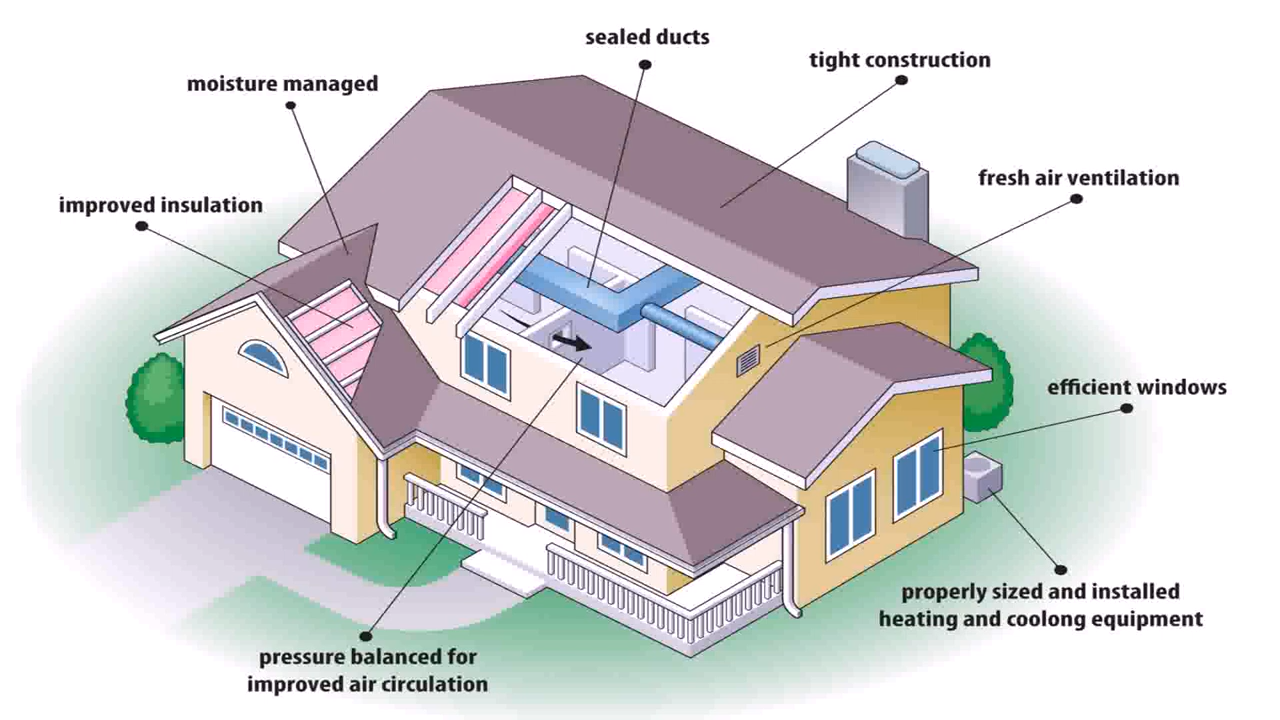 sealed ducts
tight construction
moisture managed
fresh air ventilation
improved insulation
efficient windows
properly sized and installed
heating and coolong equipment
pressure balanced for
improved air circulation